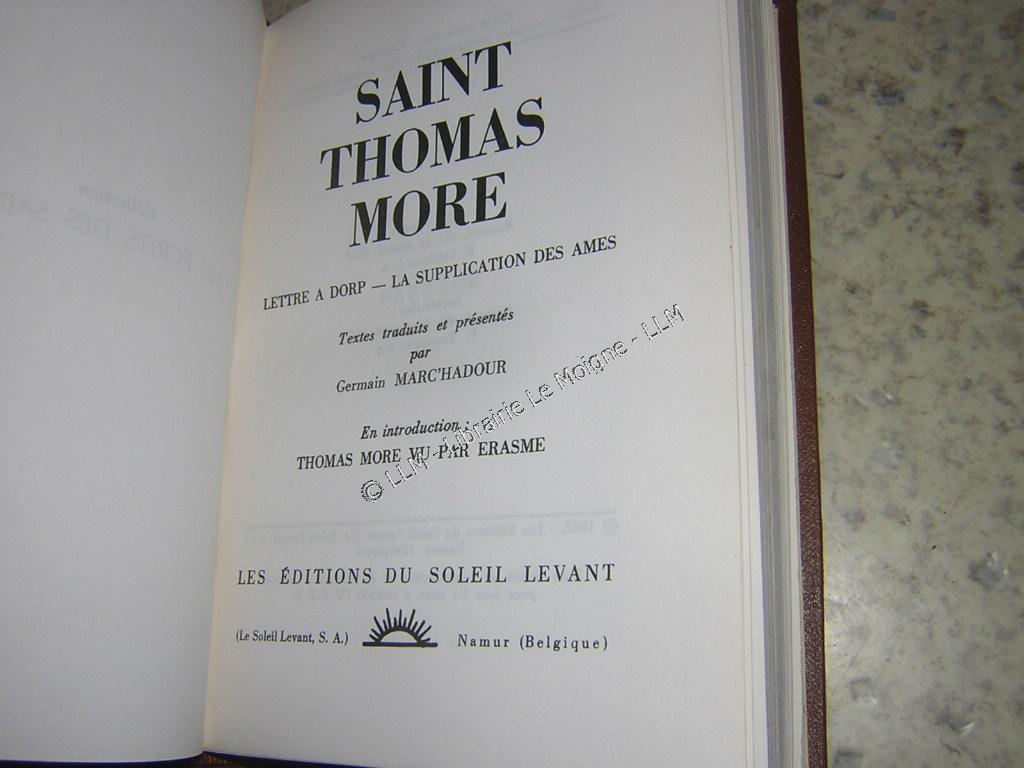 Collection
SAINT
THOMAS
MORE
LETTRE A DORP — LA SUPPLICATION DES AMES
Textes traduits et présentés
par
Germain MARC'HADOUR
En introduction :
THOMAS MORE VU PAR ERASME
© LLM - Librairie Le Moigne - LLM
LES ÉDITIONS DU SOLEIL LEVANT
(Le Soleil Levant, S. A.)
Namur (Belgique)